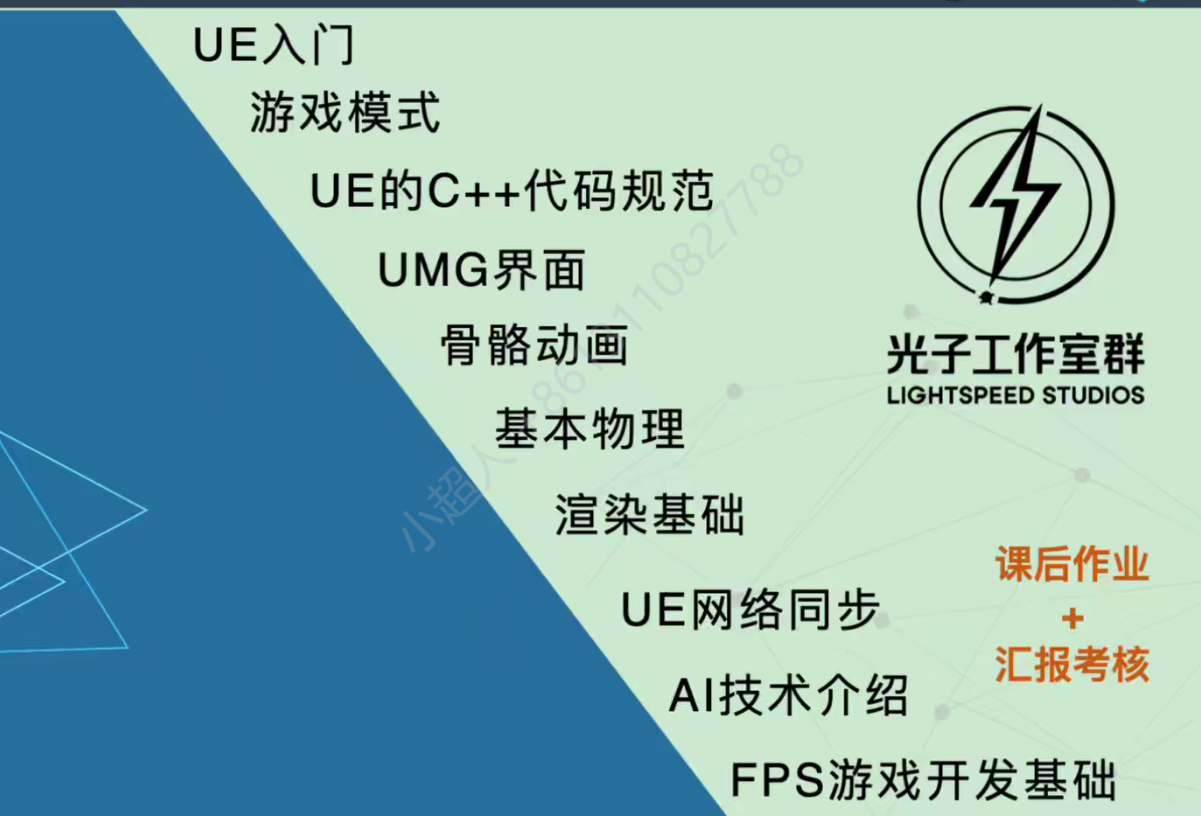 UE入门
游戏模式
UE的C++代码规范
UMG界面
骨骼动画
基本物理
渲染基础
UE网络同步
AI技术介绍
FPS游戏开发基础
光子工作室群
LIGHTSPEED STUDIOS
课后作业
+
汇报考核
小超人